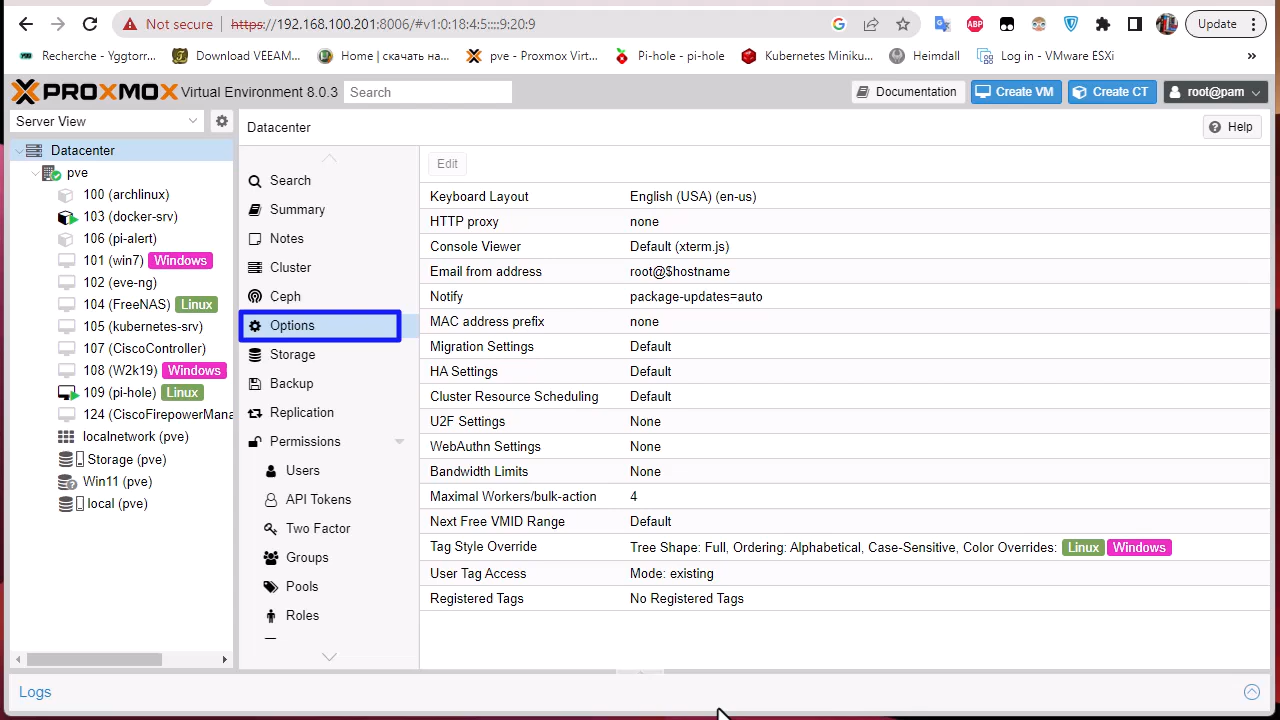 Not secure https://192.168.100.201:8006/#v1:0:18:4:5::::9:20:9 Update
Recherche - Yggtorr... Download VEEAM... Home | скачать на... pve - Proxmox Virt... Pi-hole - pi-hole Kubernetes Miniku... Heimdall Log in - VMware ESXi »
PROXMOX Virtual Environment 8.0.3 Search Documentation Create VM Create CT root@pam
Server View
Datacenter
pve
100 (archlinux)
103 (docker-srv)
106 (pi-alert)
101 (win7) Windows
102 (eve-ng)
104 (FreeNAS) Linux
105 (kubernetes-srv)
107 (CiscoController)
108 (W2k19) Windows
109 (pi-hole) Linux
124 (CiscoFirepowerMana
localnetwork (pve)
Storage (pve)
Win11 (pve)
local (pve)
Datacenter Help
Search
Summary
Notes
Cluster
Ceph
Options
Storage
Backup
Replication
Permissions
Users
API Tokens
Two Factor
Groups
Pools
Roles
Edit
Keyboard Layout English (USA) (en-us)
HTTP proxy none
Console Viewer Default (xterm.js)
Email from address root@$hostname
Notify package-updates=auto
MAC address prefix none
Migration Settings Default
HA Settings Default
Cluster Resource Scheduling Default
U2F Settings None
WebAuthn Settings None
Bandwidth Limits None
Maximal Workers/bulk-action 4
Next Free VMID Range Default
Tag Style Override Tree Shape: Full, Ordering: Alphabetical, Case-Sensitive, Color Overrides: Linux Windows
User Tag Access Mode: existing
Registered Tags No Registered Tags
Logs